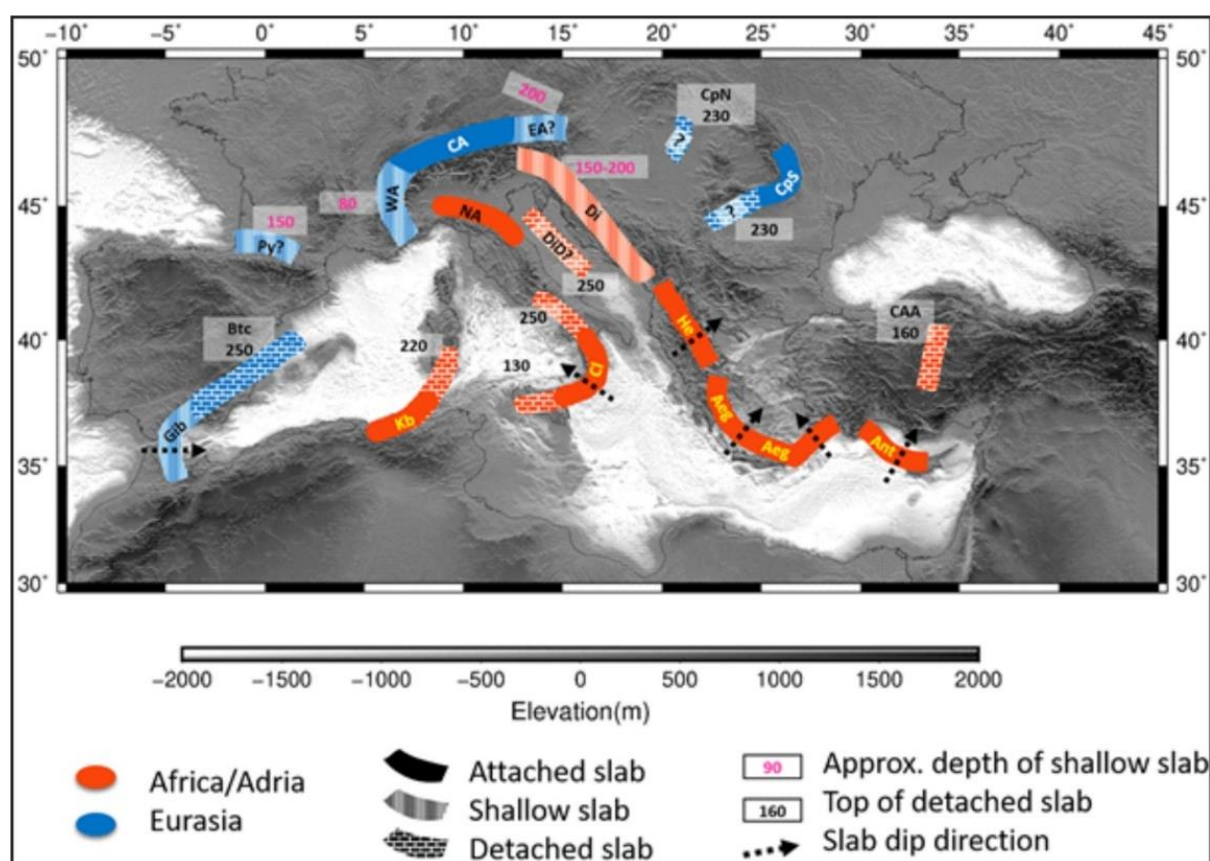 −10° −5° 0° 5° 10° 15° 20° 25° 30° 35° 40° 45°
50° 50°
200
CpN
230
EA?
CA
?
150-200
CpS
WA
80
NA
Di
?
45° 45°
150
230
Py?
DiD?
250
He
CAA
160
250
Btc
250
220
40° 40°
130
Cl
Kb
Aeg
Gib
Aeg
Ant
35° 35°
30° 30°
−2000 −1500 −1000 −500 0 500 1000 1500 2000
Elevation(m)
Africa/Adria
Eurasia
Attached slab
Shallow slab
Detached slab
90 Approx. depth of shallow slab
160 Top of detached slab
Slab dip direction